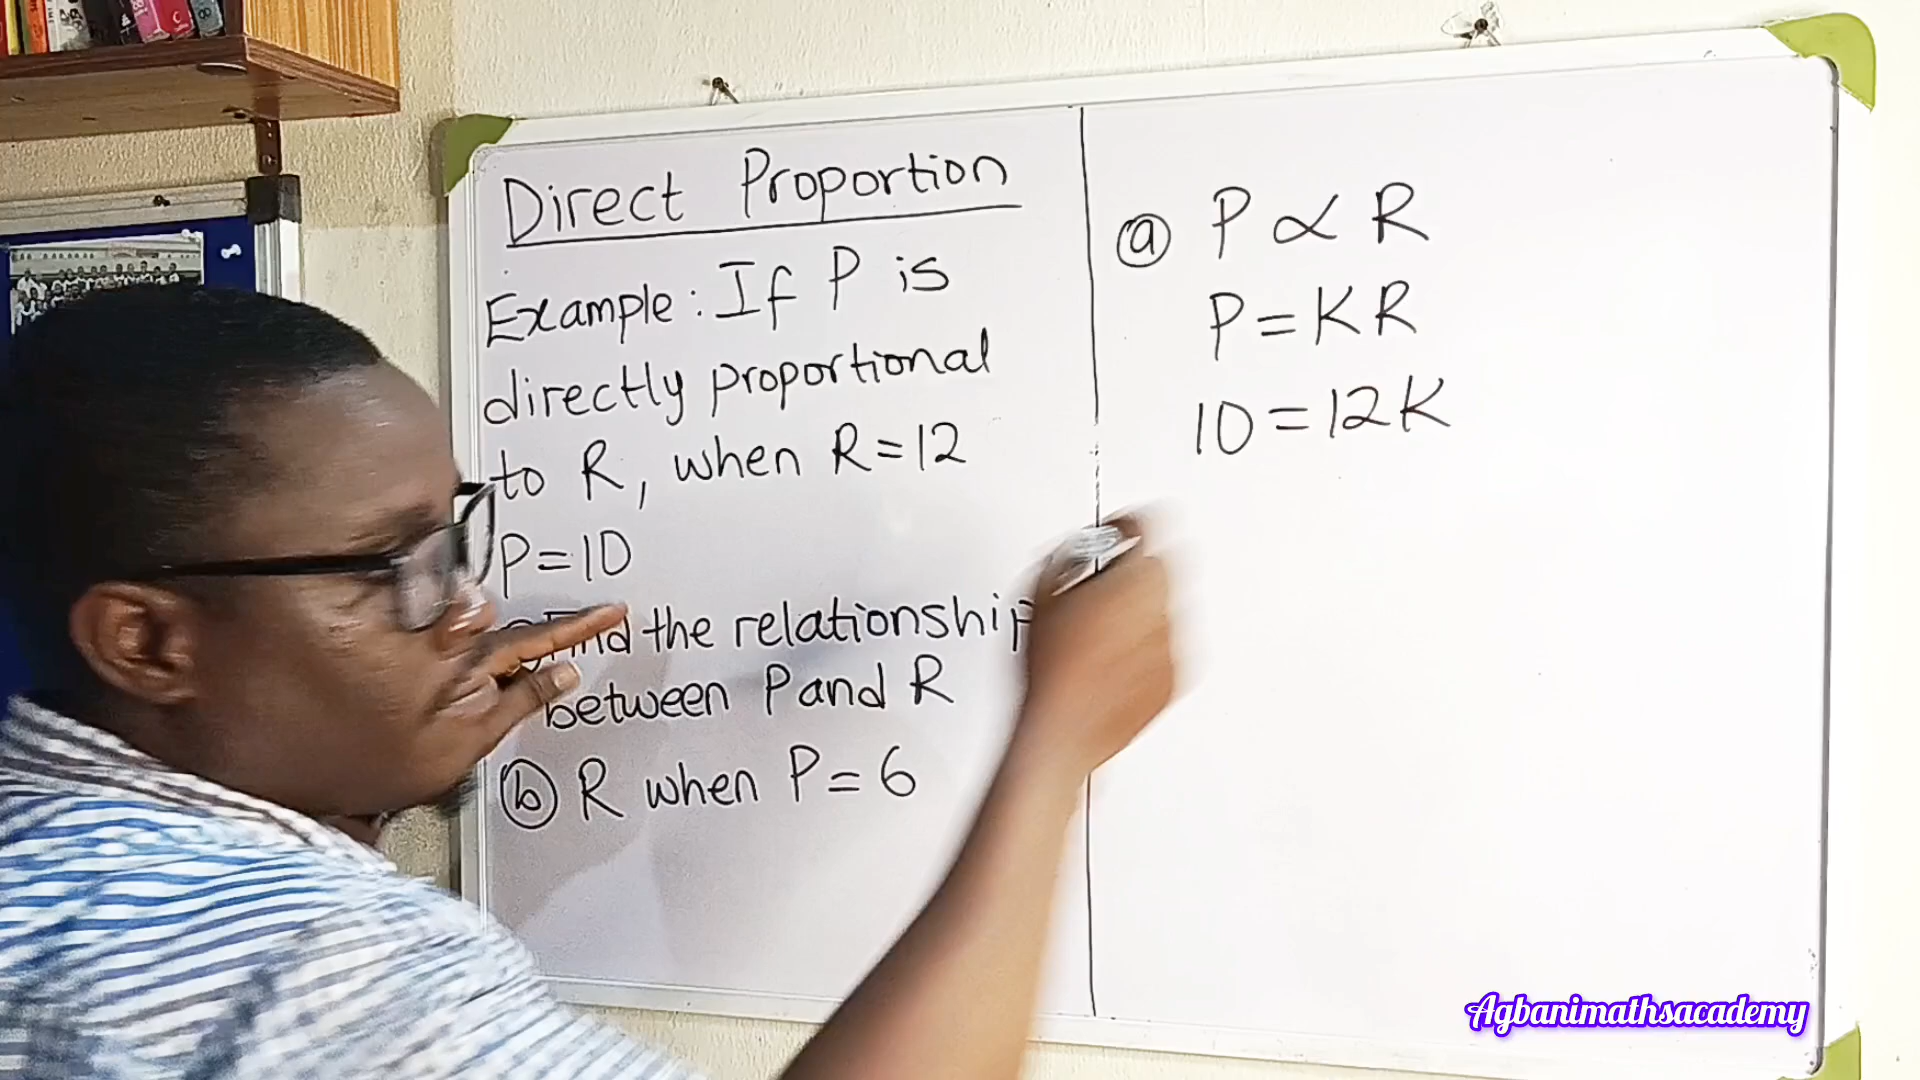 Direct Proportion
Example: If P is
directly proportional
to R, when R=12
P=10
Find the relationship
between P and R
ⓑ R when P=6
ⓐ P ∝ R
P=KR
10=12K
Agbanimathsacademy